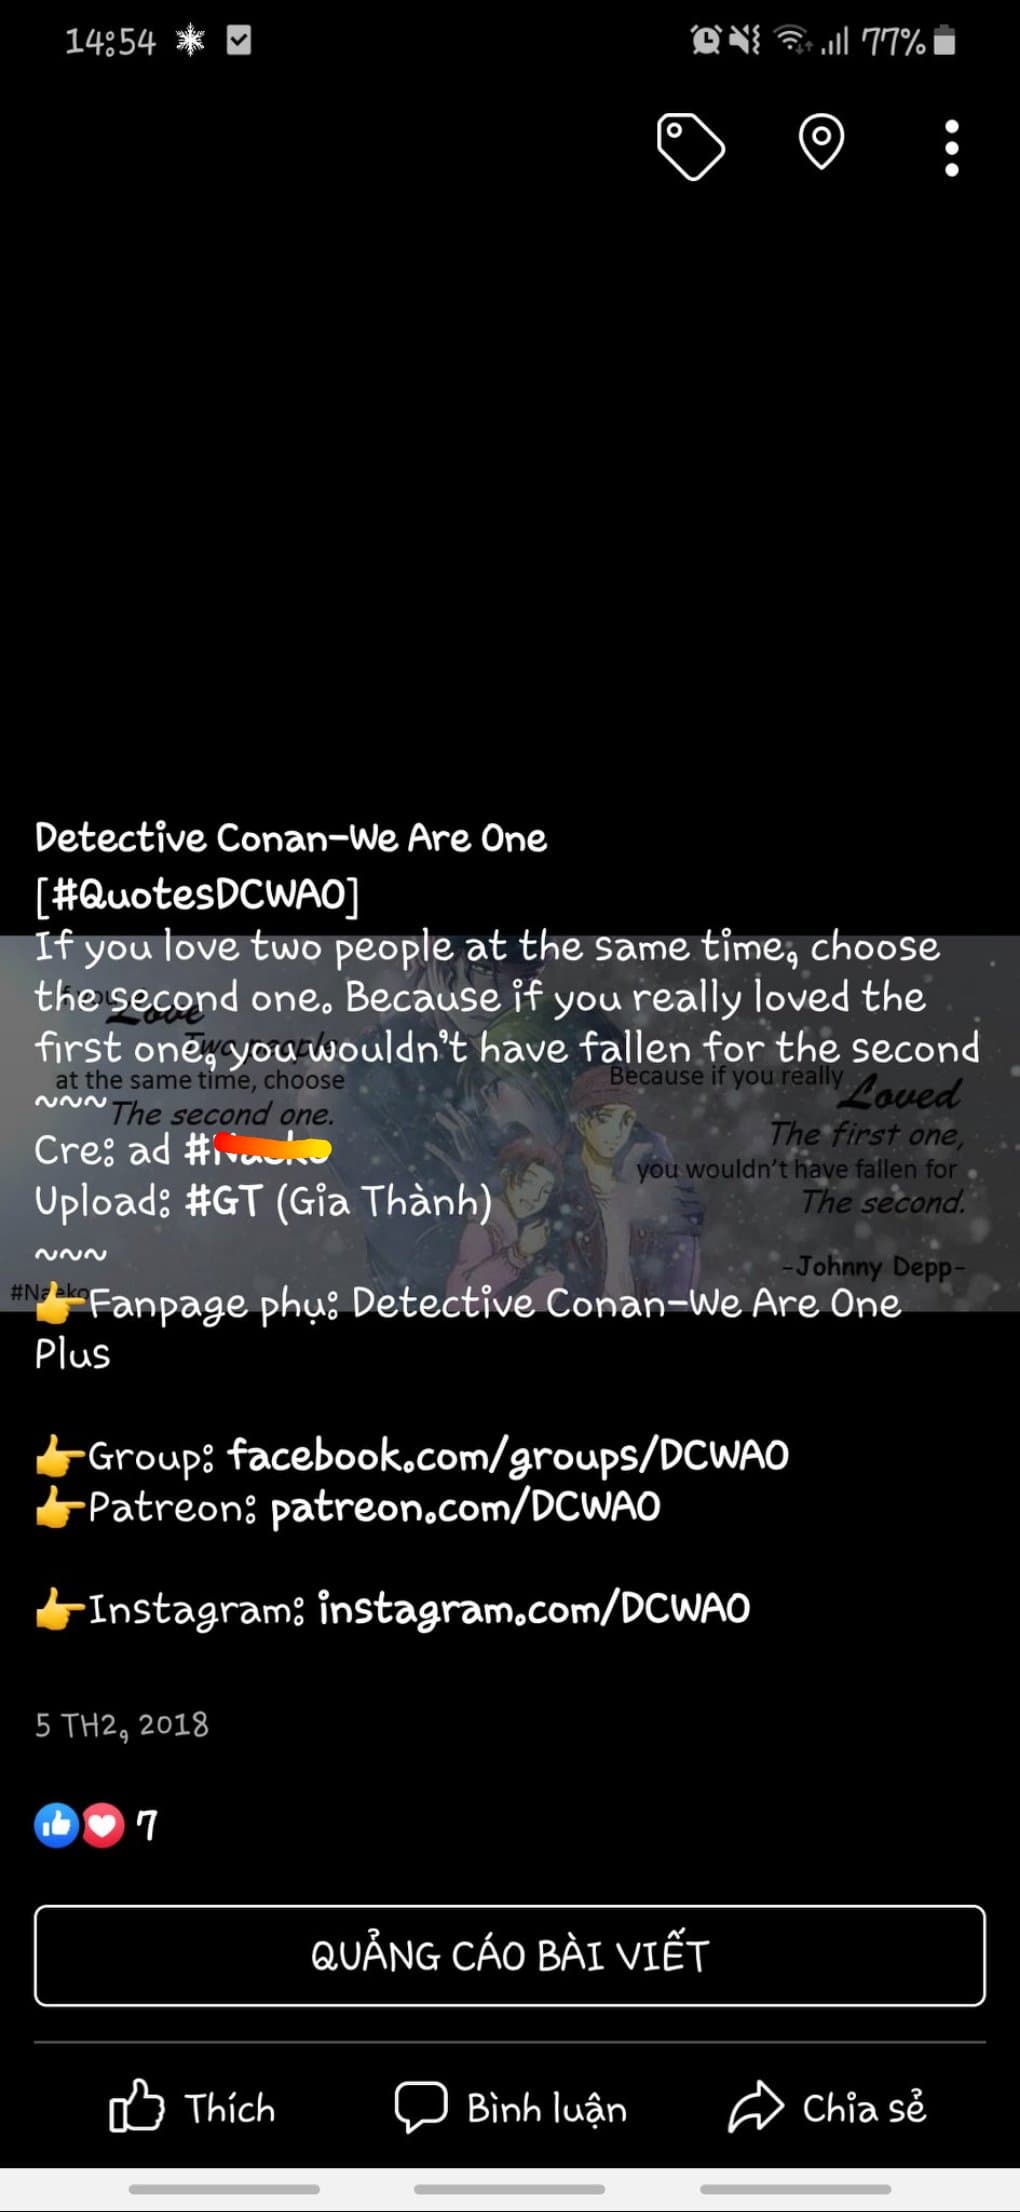 14:54
77%
Detective Conan-We Are One
[#QuotesDCWAO]
If you love two people at the same time, choose
the second one. Because if you really loved the
first one, you wouldn't have fallen for the second
Love
Two people
at the same time, choose
The second one.
Because if you really
Loved
The first one,
you wouldn't have fallen for
The second.
-Johnny Depp-
~~~
Cre: ad
Upload: #GT (Gia Thành)
~~~
👉Fanpage phụ: Detective Conan-We Are One
Plus
👉Group: facebook.com/groups/DCWAO
👉Patreon: patreon.com/DCWAO
👉Instagram: instagram.com/DCWAO
5 TH2, 2018
7
QUẢNG CÁO BÀI VIẾT
Thích
Bình luận
Chia sẻ